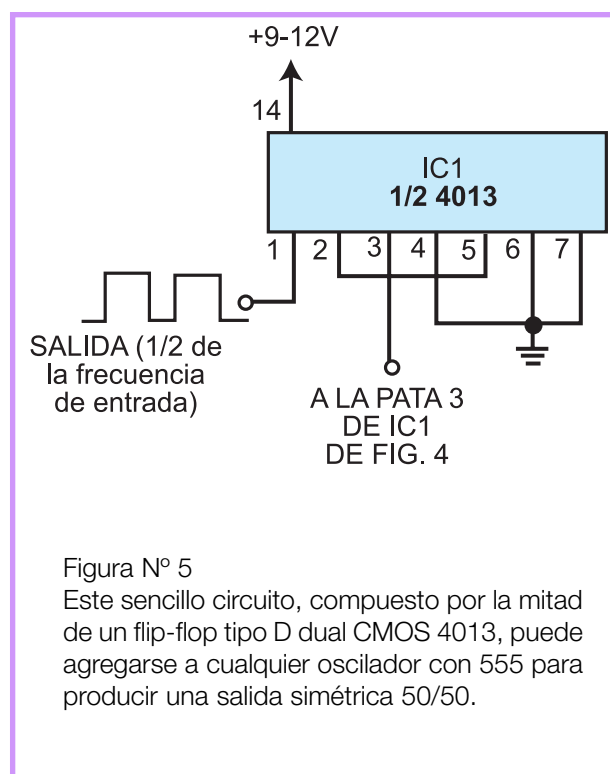 +9-12V
14
IC1
1/2 4013
1 2 3 4 5 6 7
SALIDA (1/2 de
la frecuencia
de entrada)
A LA PATA 3
DE IC1
DE FIG. 4
Figura Nº 5
Este sencillo circuito, compuesto por la mitad
de un flip-flop tipo D dual CMOS 4013, puede
agregarse a cualquier oscilador con 555 para
producir una salida simétrica 50/50.